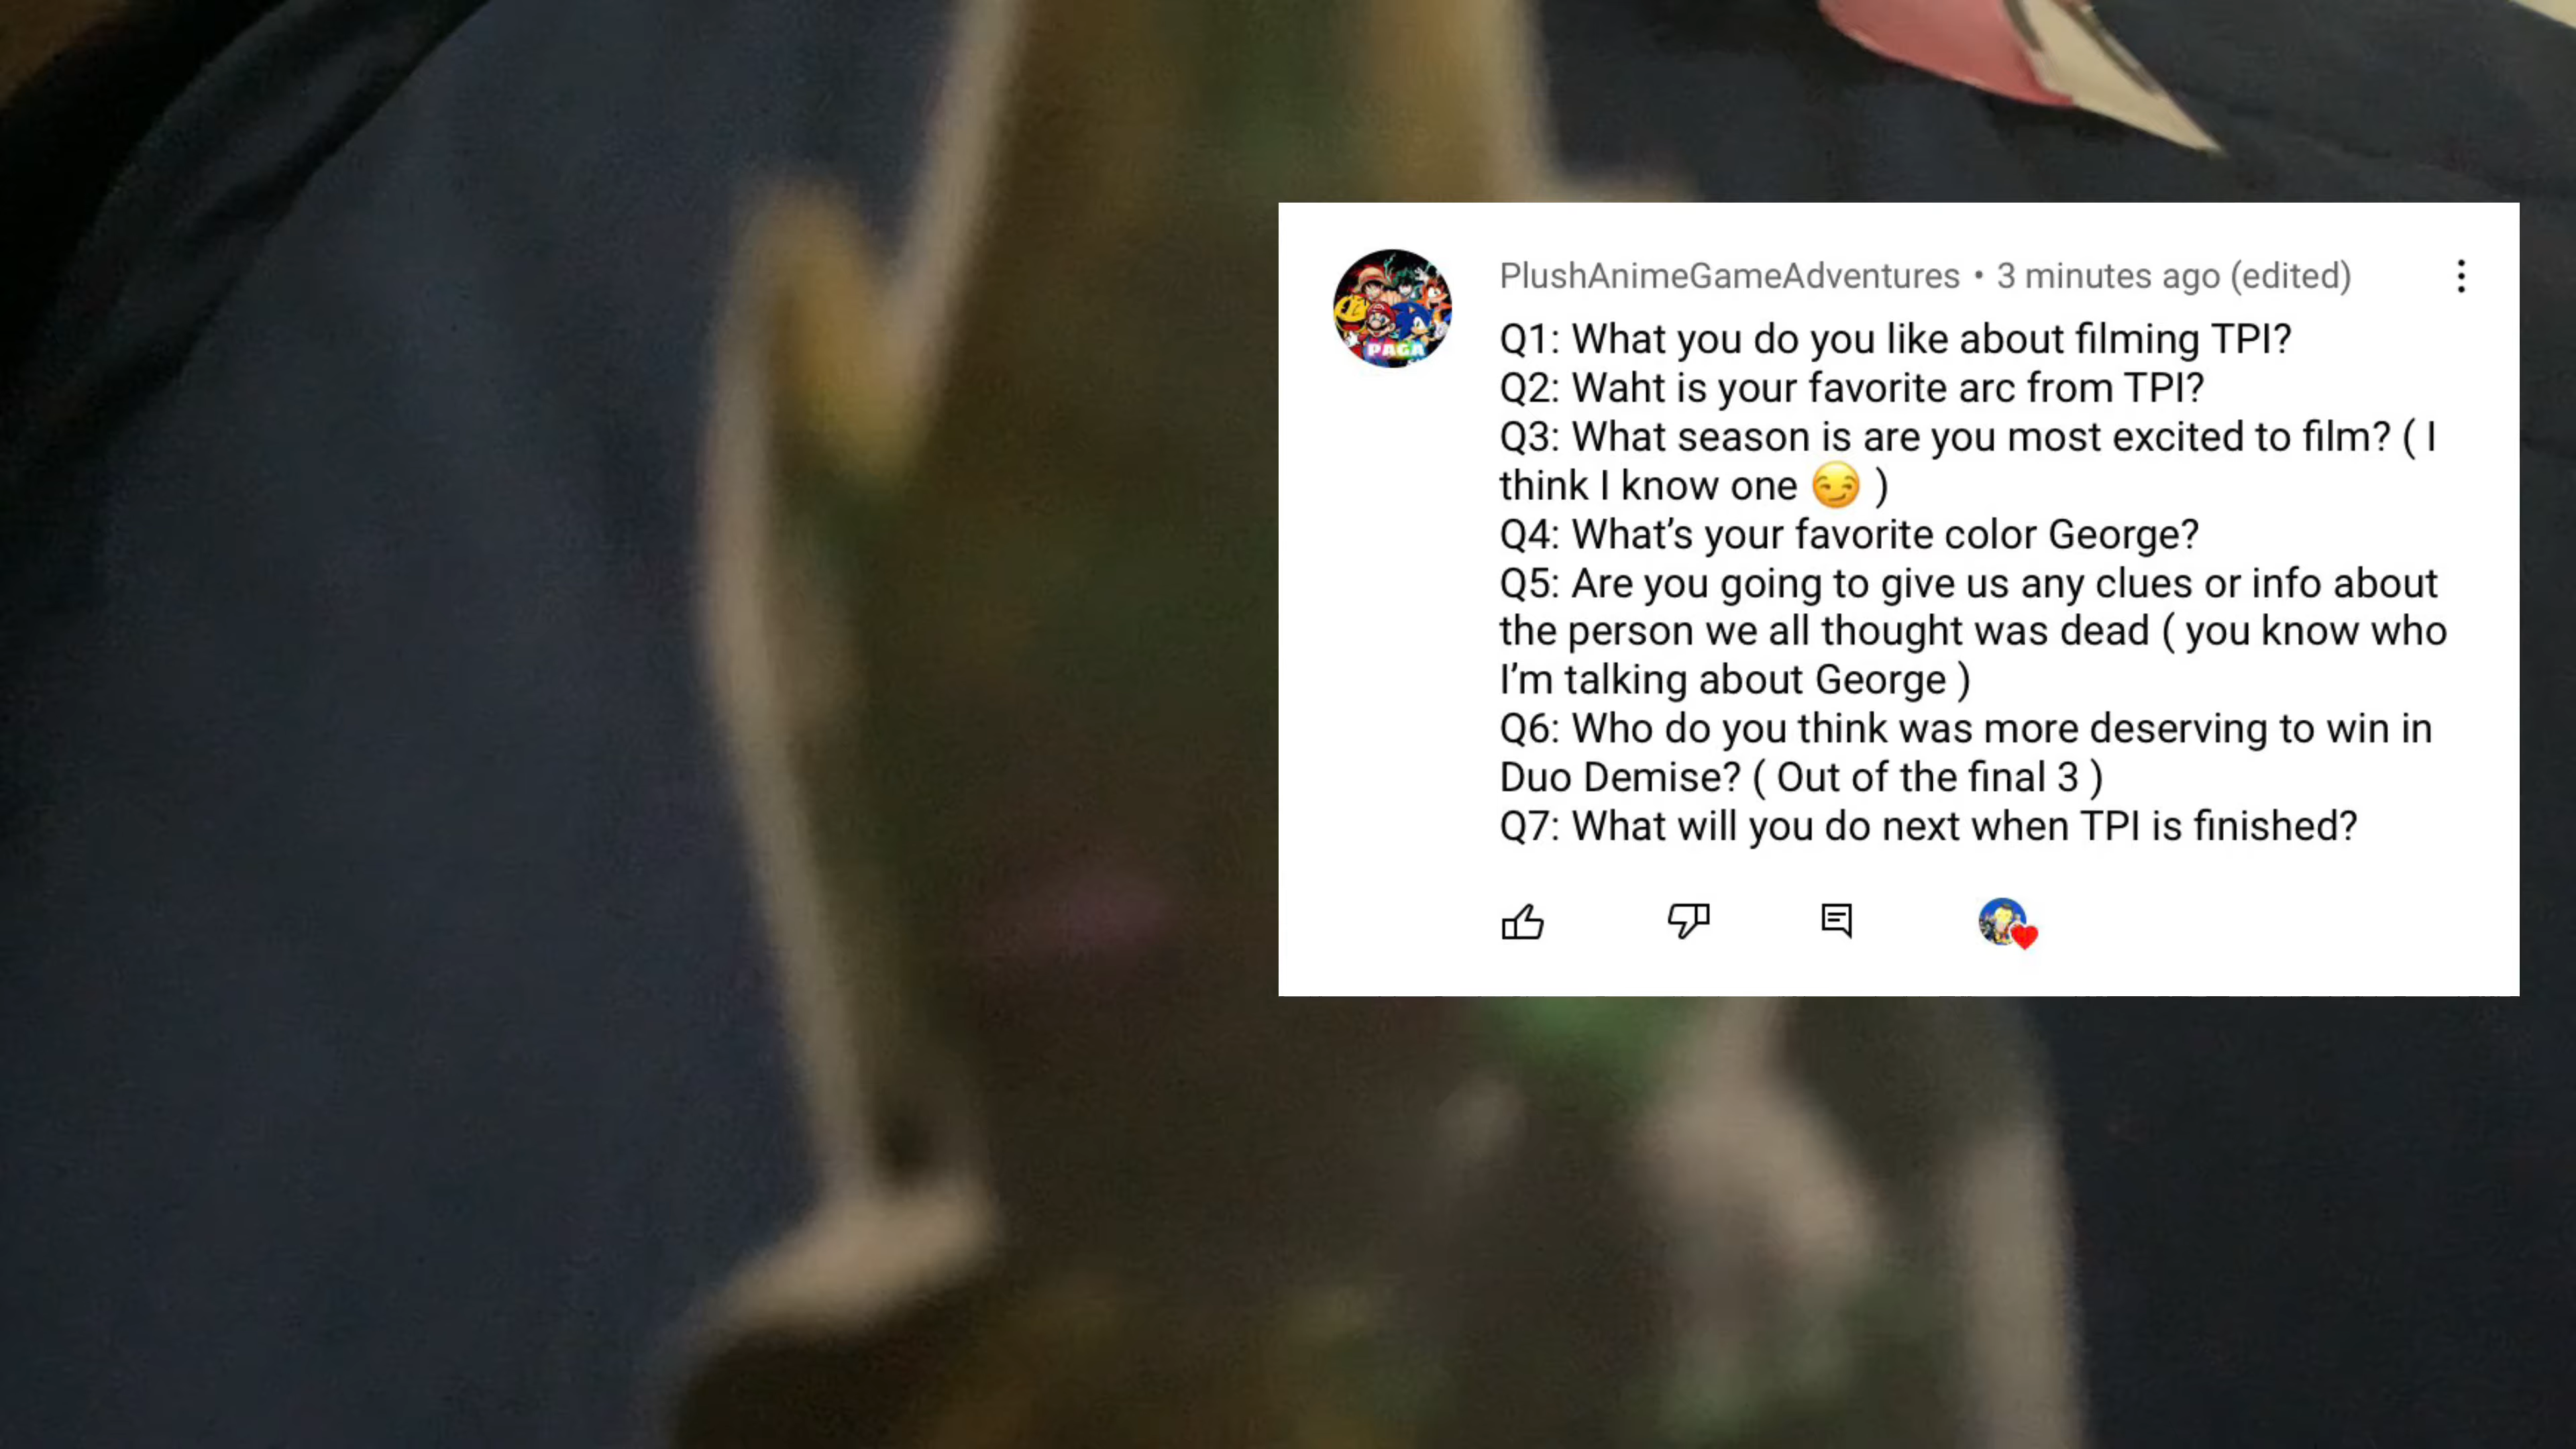 PlushAnimeGameAdventures • 3 minutes ago (edited)
Q1: What you do you like about filming TPI?
Q2: Waht is your favorite arc from TPI?
Q3: What season is are you most excited to film? ( I
think I know one 😏 )
Q4: What's your favorite color George?
Q5: Are you going to give us any clues or info about
the person we all thought was dead ( you know who
I'm talking about George )
Q6: Who do you think was more deserving to win in
Duo Demise? ( Out of the final 3 )
Q7: What will you do next when TPI is finished?
PAGA